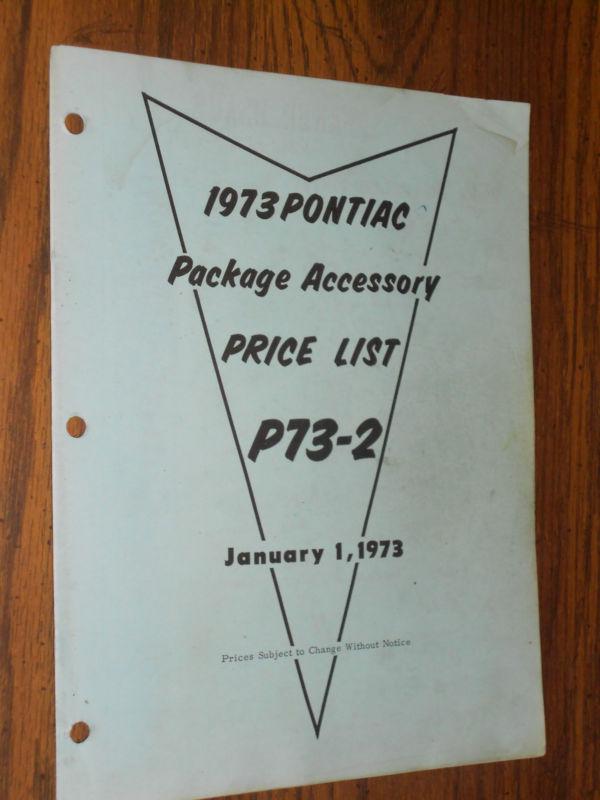 1973 PONTIAC
Package Accessory
PRICE LIST
P73-2
January 1, 1973
Prices Subject to Change Without Notice